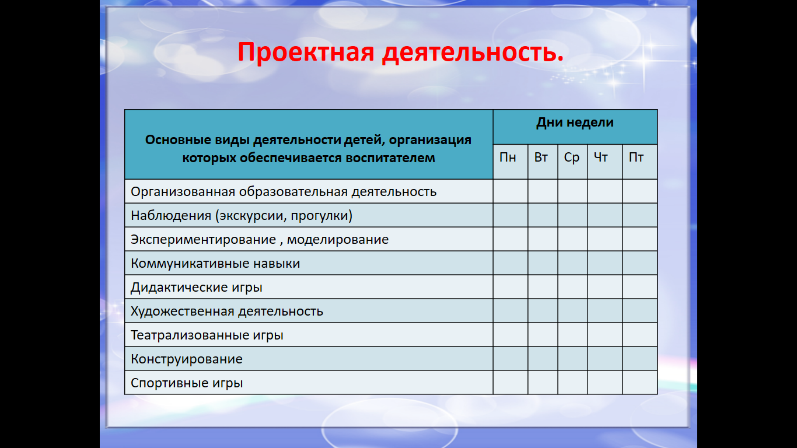 Проектная деятельность.
Основные виды деятельности детей, организация
которых обеспечивается воспитателем
Дни недели
Пн Вт Ср Чт Пт
Организованная образовательная деятельность
Наблюдения (экскурсии, прогулки)
Экспериментирование , моделирование
Коммуникативные навыки
Дидактические игры
Художественная деятельность
Театрализованные игры
Конструирование
Спортивные игры